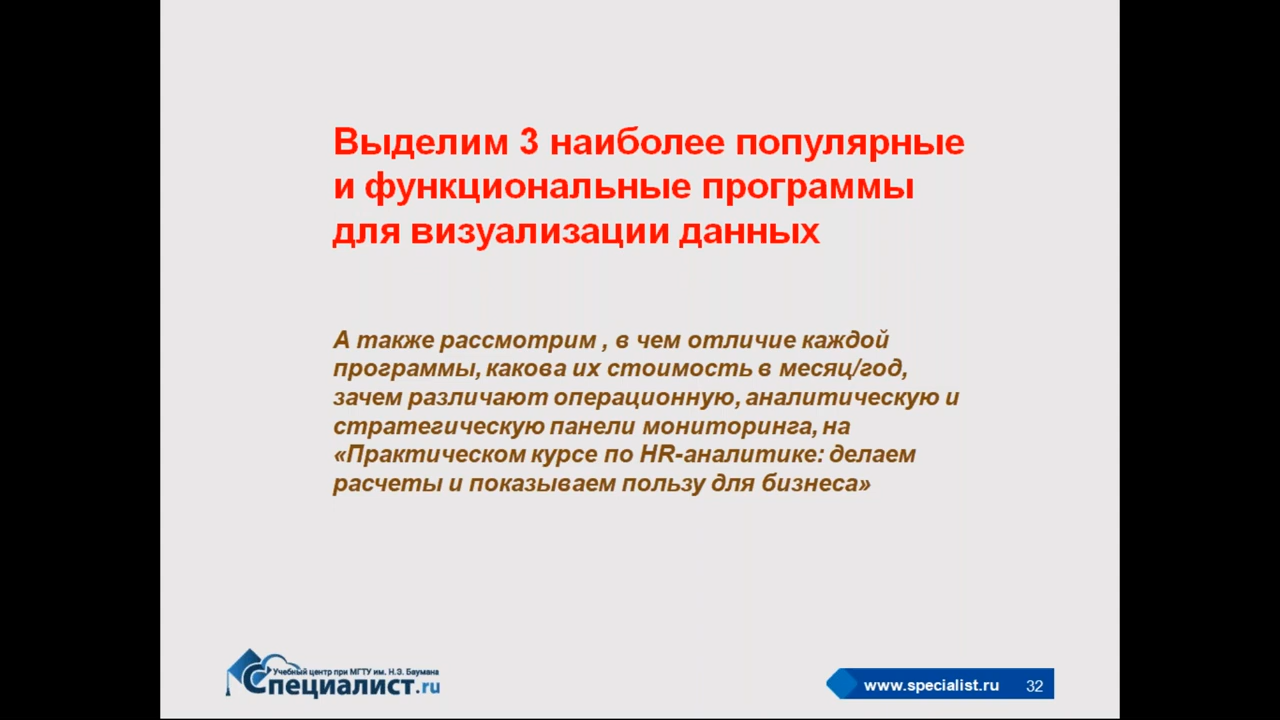 Выделим 3 наиболее популярные
и функциональные программы
для визуализации данных
А также рассмотрим , в чем отличие каждой
программы, какова их стоимость в месяц/год,
зачем различают операционную, аналитическую и
стратегическую панели мониторинга, на
«Практическом курсе по HR-аналитике: делаем
расчеты и показываем пользу для бизнеса»
Учебный центр при МГТУ им. Н.Э. Баумана
Специалист.ru
www.specialist.ru 32